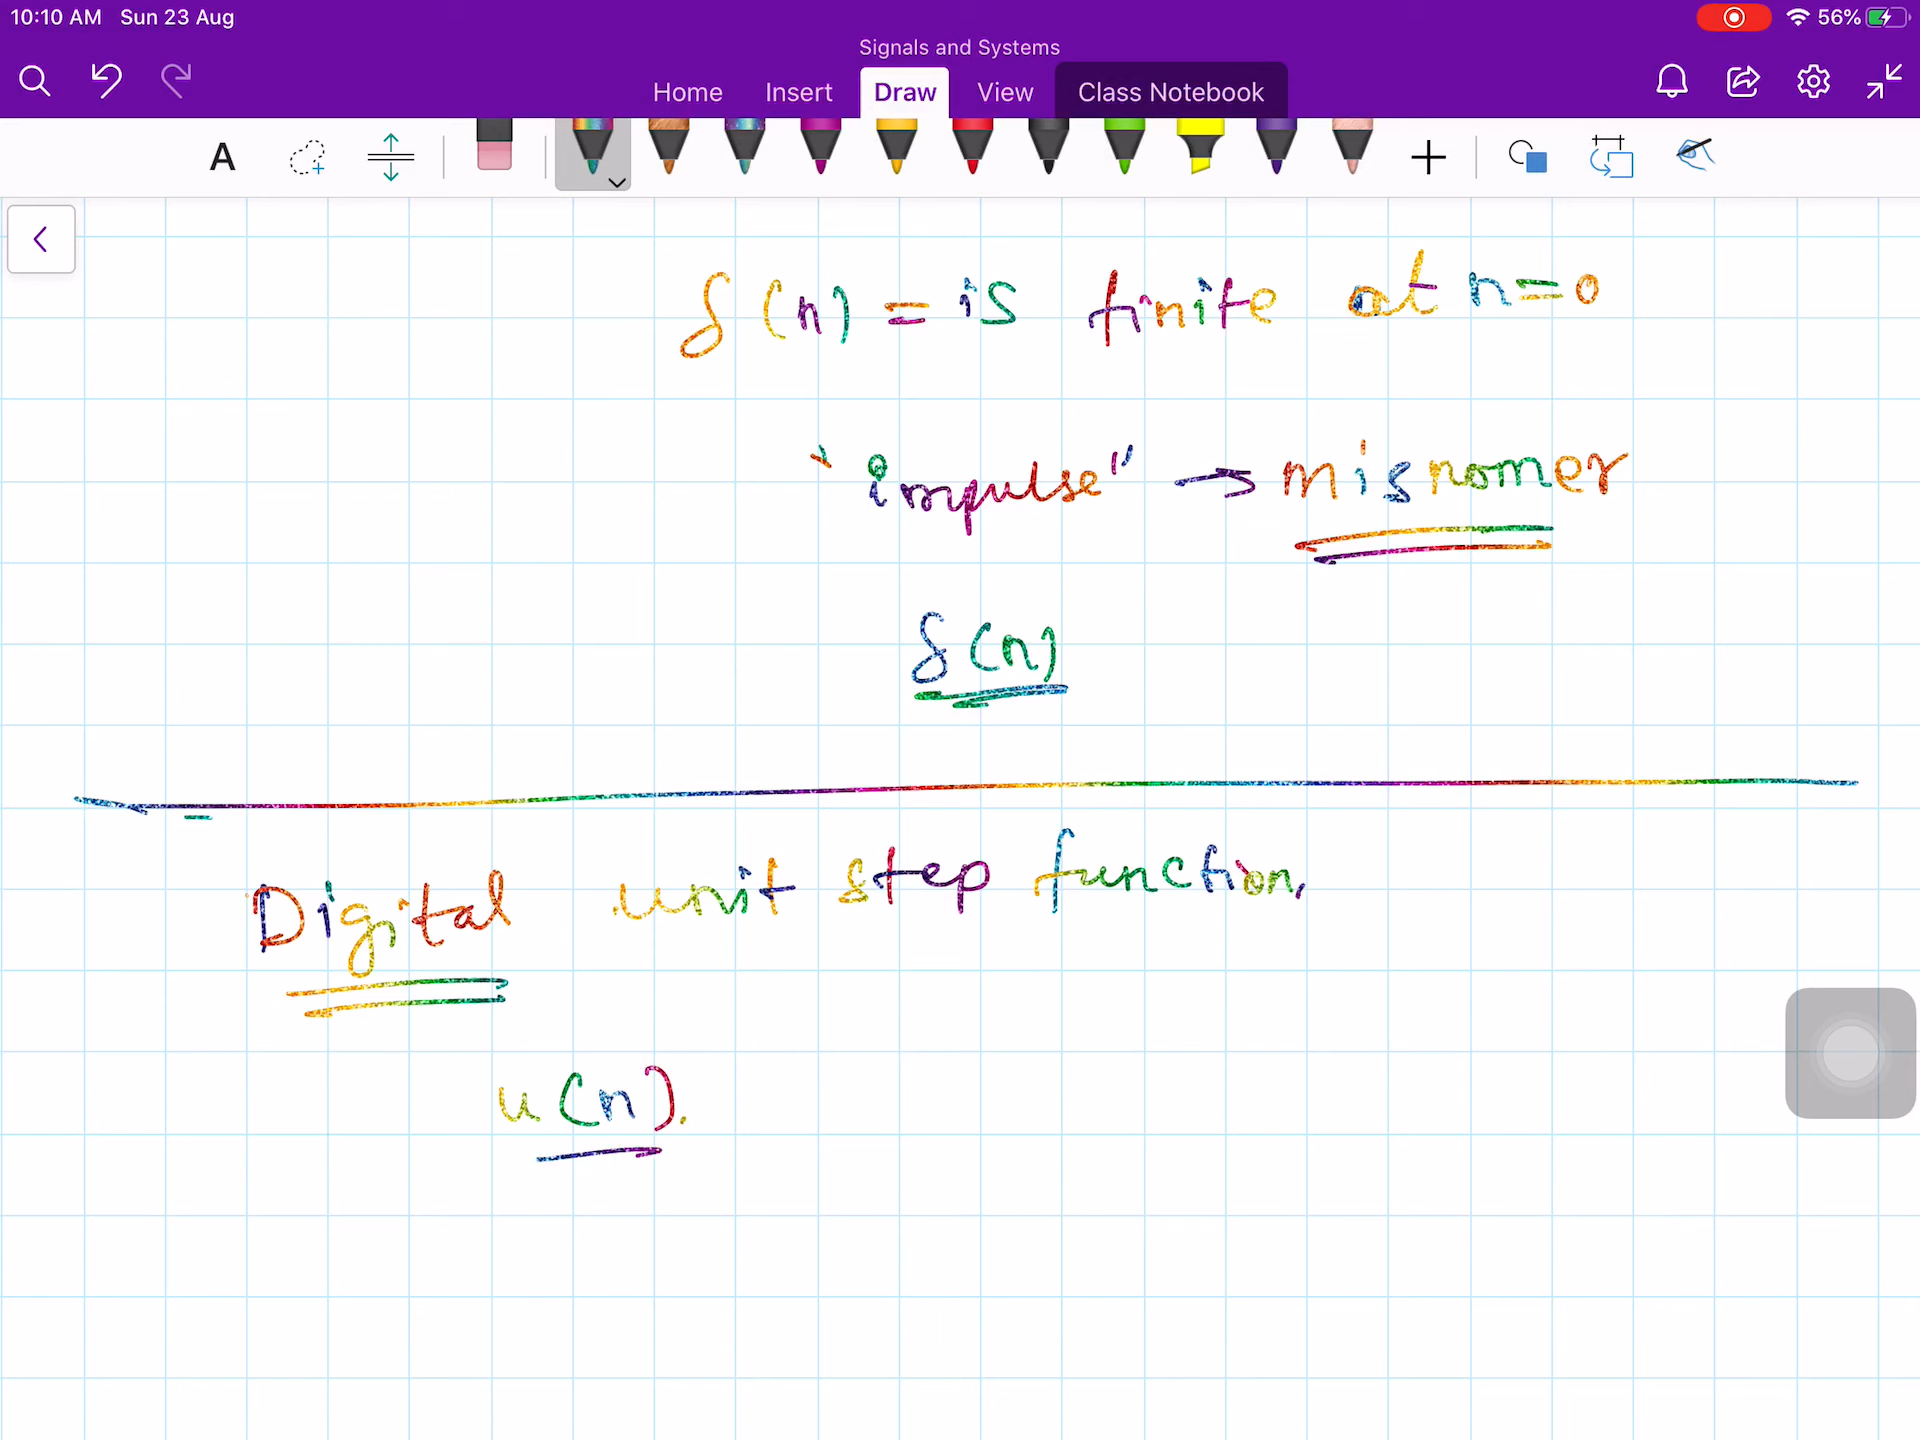 10:10 AM Sun 23 Aug
56%
Signals and Systems
Home Insert Draw View Class Notebook
A
δ(n) = is finite at n=0
"impulse" → misnomer
δ(n)
Digital unit step function,
u(n).